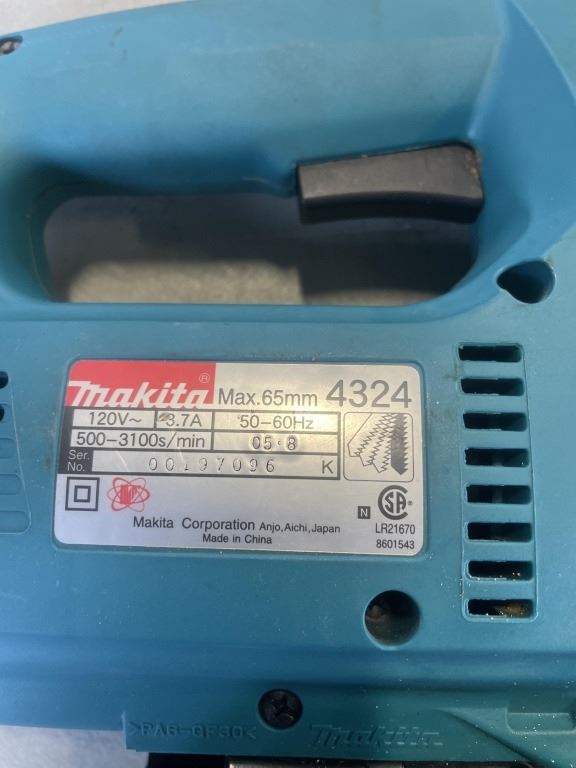 makita® Max.65mm 4324
120V~ 3.7A 50-60Hz
500-3100s/min 05·8
Ser. No. 00197096 K
N
Makita Corporation Anjo,Aichi,Japan LR21670
Made in China 8601543
>PA6-GF30< makita